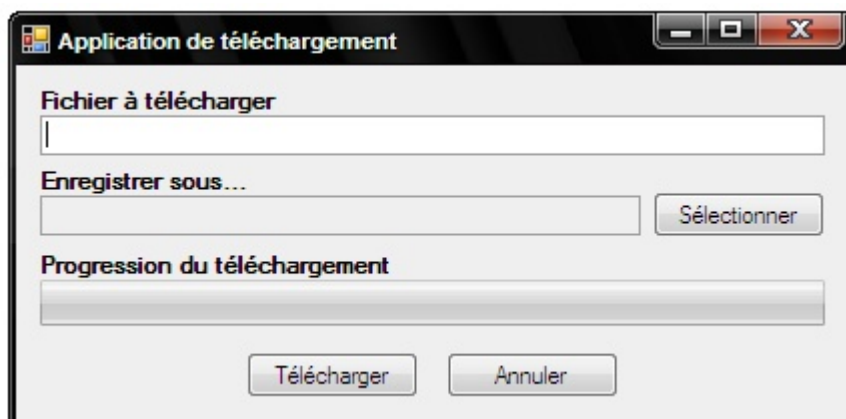 Application de téléchargement
Fichier à télécharger
Enregistrer sous...
Sélectionner
Progression du téléchargement
Télécharger Annuler